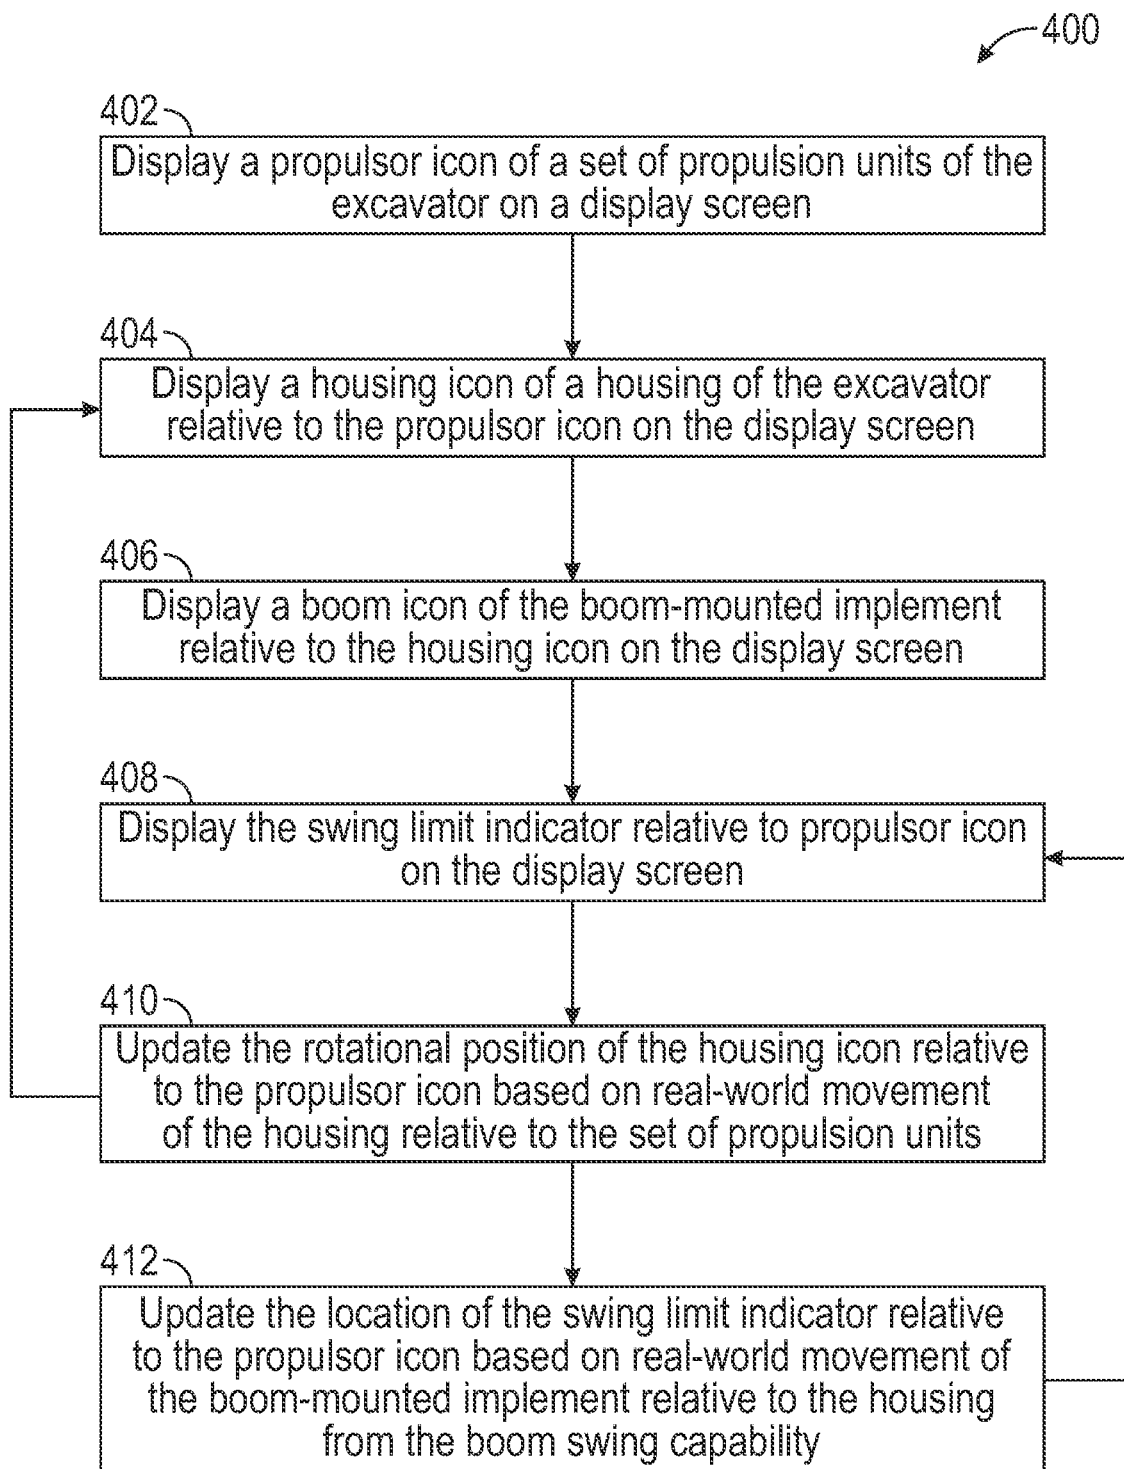 400
402
Display a propulsor icon of a set of propulsion units of the
excavator on a display screen
404
Display a housing icon of a housing of the excavator
relative to the propulsor icon on the display screen
406
Display a boom icon of the boom-mounted implement
relative to the housing icon on the display screen
408
Display the swing limit indicator relative to propulsor icon
on the display screen
410
Update the rotational position of the housing icon relative
to the propulsor icon based on real-world movement
of the housing relative to the set of propulsion units
412
Update the location of the swing limit indicator relative
to the propulsor icon based on real-world movement of
the boom-mounted implement relative to the housing
from the boom swing capability